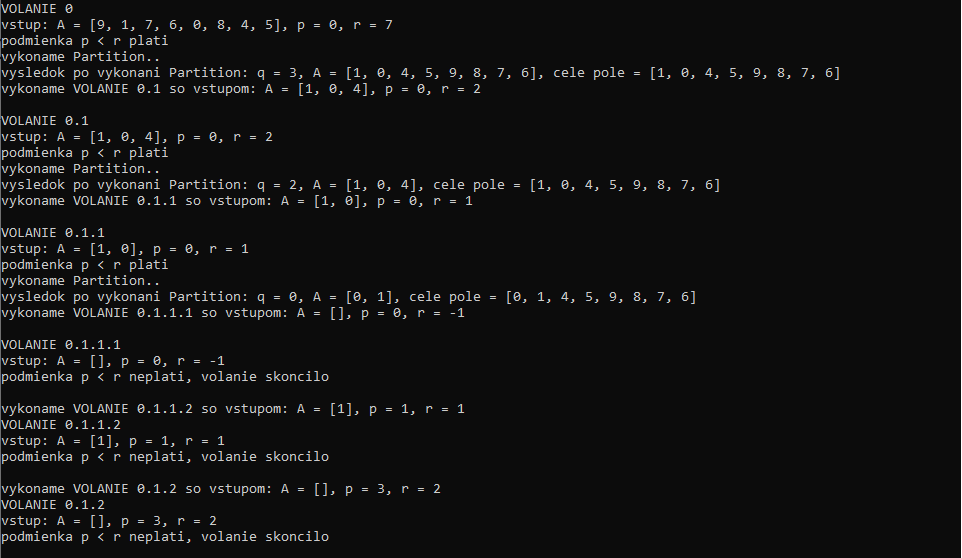 VOLANIE 0
vstup: A = [9, 1, 7, 6, 0, 8, 4, 5], p = 0, r = 7
podmienka p < r plati
vykoname Partition..
vysledok po vykonani Partition: q = 3, A = [1, 0, 4, 5, 9, 8, 7, 6], cele pole = [1, 0, 4, 5, 9, 8, 7, 6]
vykoname VOLANIE 0.1 so vstupom: A = [1, 0, 4], p = 0, r = 2
VOLANIE 0.1
vstup: A = [1, 0, 4], p = 0, r = 2
podmienka p < r plati
vykoname Partition..
vysledok po vykonani Partition: q = 2, A = [1, 0, 4], cele pole = [1, 0, 4, 5, 9, 8, 7, 6]
vykoname VOLANIE 0.1.1 so vstupom: A = [1, 0], p = 0, r = 1
VOLANIE 0.1.1
vstup: A = [1, 0], p = 0, r = 1
podmienka p < r plati
vykoname Partition..
vysledok po vykonani Partition: q = 0, A = [0, 1], cele pole = [0, 1, 4, 5, 9, 8, 7, 6]
vykoname VOLANIE 0.1.1.1 so vstupom: A = [], p = 0, r = -1
VOLANIE 0.1.1.1
vstup: A = [], p = 0, r = -1
podmienka p < r neplati, volanie skoncilo
vykoname VOLANIE 0.1.1.2 so vstupom: A = [1], p = 1, r = 1
VOLANIE 0.1.1.2
vstup: A = [1], p = 1, r = 1
podmienka p < r neplati, volanie skoncilo
vykoname VOLANIE 0.1.2 so vstupom: A = [], p = 3, r = 2
VOLANIE 0.1.2
vstup: A = [], p = 3, r = 2
podmienka p < r neplati, volanie skoncilo